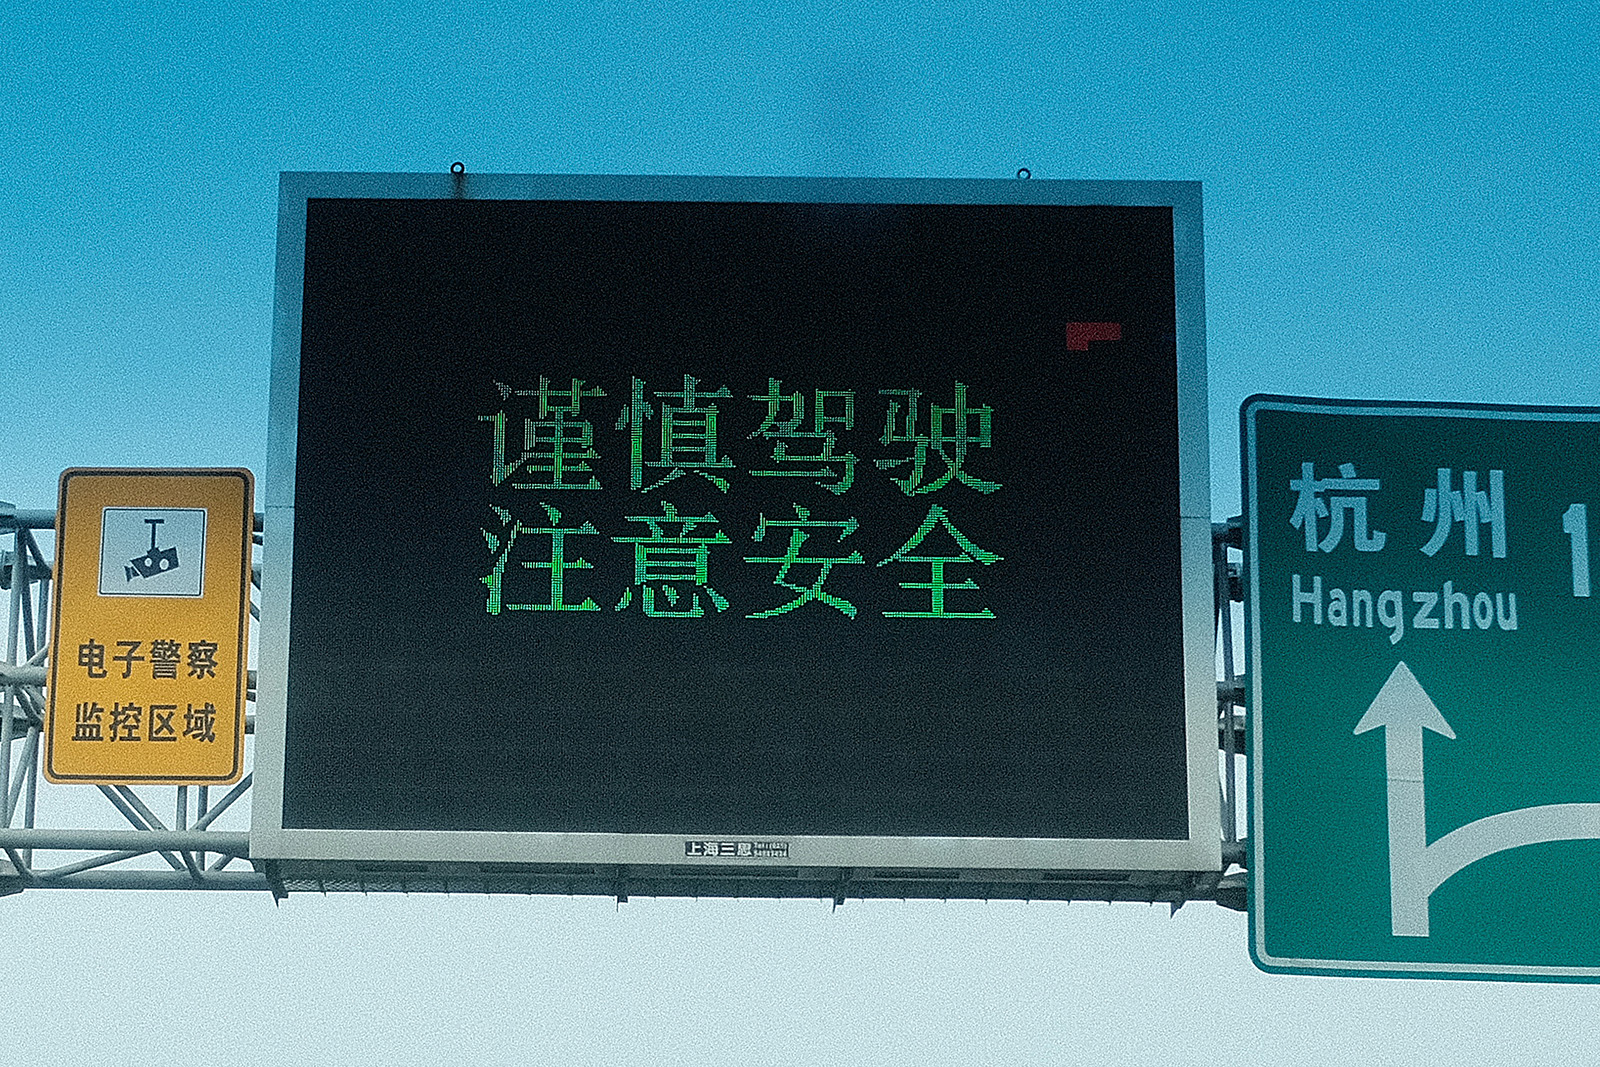 谨慎驾驶
注意安全
电子警察
监控区域
杭州
Hangzhou
1
上海三思